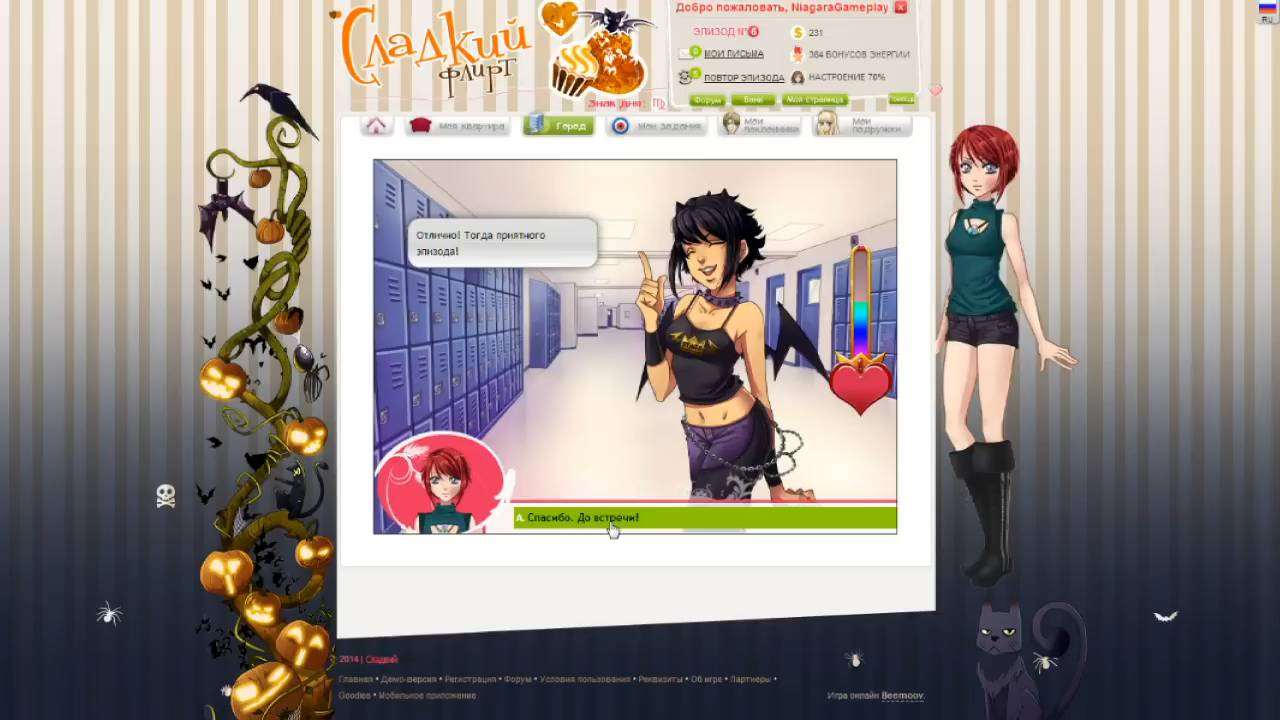 Сладкий
флирт
Добро пожаловать, NiagaraGameplay
x
RU
ЭПИЗОД №6
231
МОИ ПИСЬМА
384 БОНУСОВ ЭНЕРГИИ
ПОВТОР ЭПИЗОДА
НАСТРОЕНИЕ 78%
Знак дня:
Форум
Банк
Моя страница
Помощь
Моя квартира
Город
Мои задания
Мои
поклонники
Мои
подружки
Отлично! Тогда приятного
эпизода!
A. Спасибо. До встречи!
2014 | Сладкий
Главная • Демо-версия • Регистрация • Форум • Условия пользования • Реквизиты • Об игре • Партнеры •
Goodies • Мобильное приложение
Игра онлайн Beemoov.